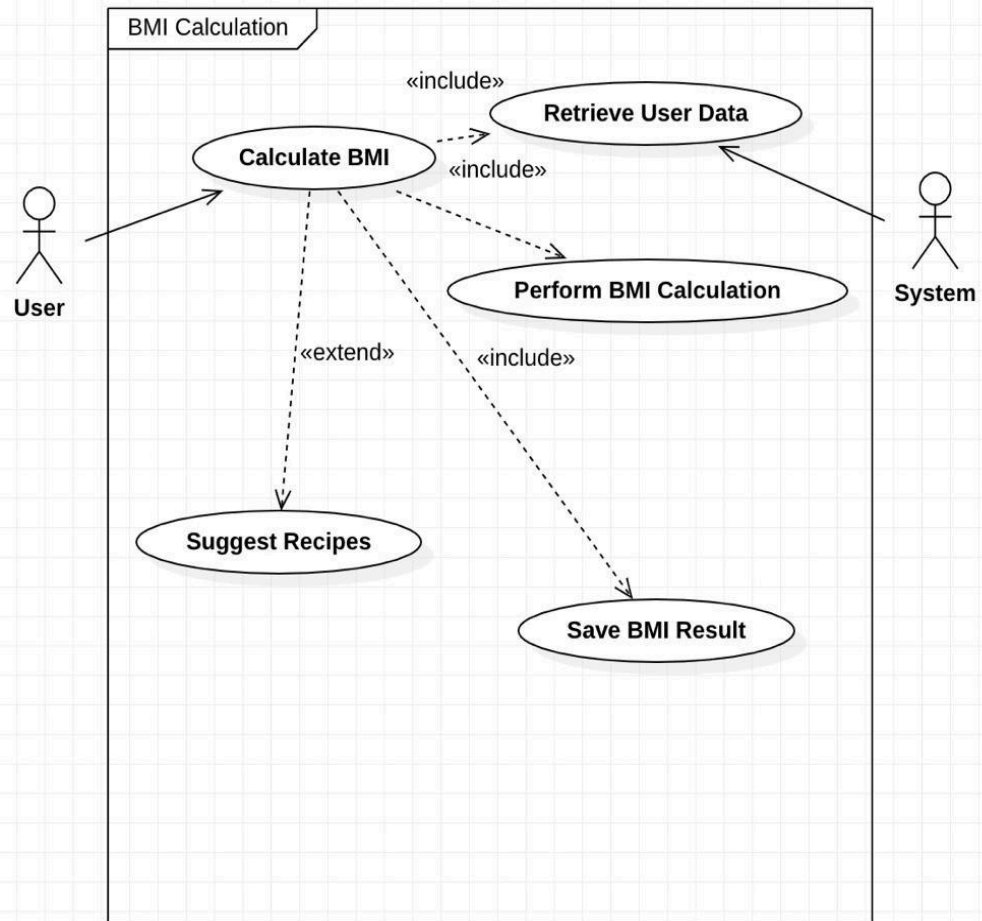 BMI Calculation
«include»
Retrieve User Data
Calculate BMI
«include»
User
System
Perform BMI Calculation
«extend»
«include»
Suggest Recipes
Save BMI Result